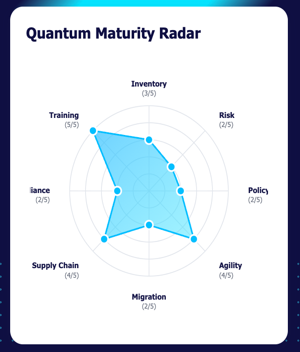 Quantum Maturity Radar
Inventory
(3/5)
Training
(5/5)
Risk
(2/5)
iance
(2/5)
Policy
(2/5)
Supply Chain
(4/5)
Agility
(4/5)
Migration
(2/5)